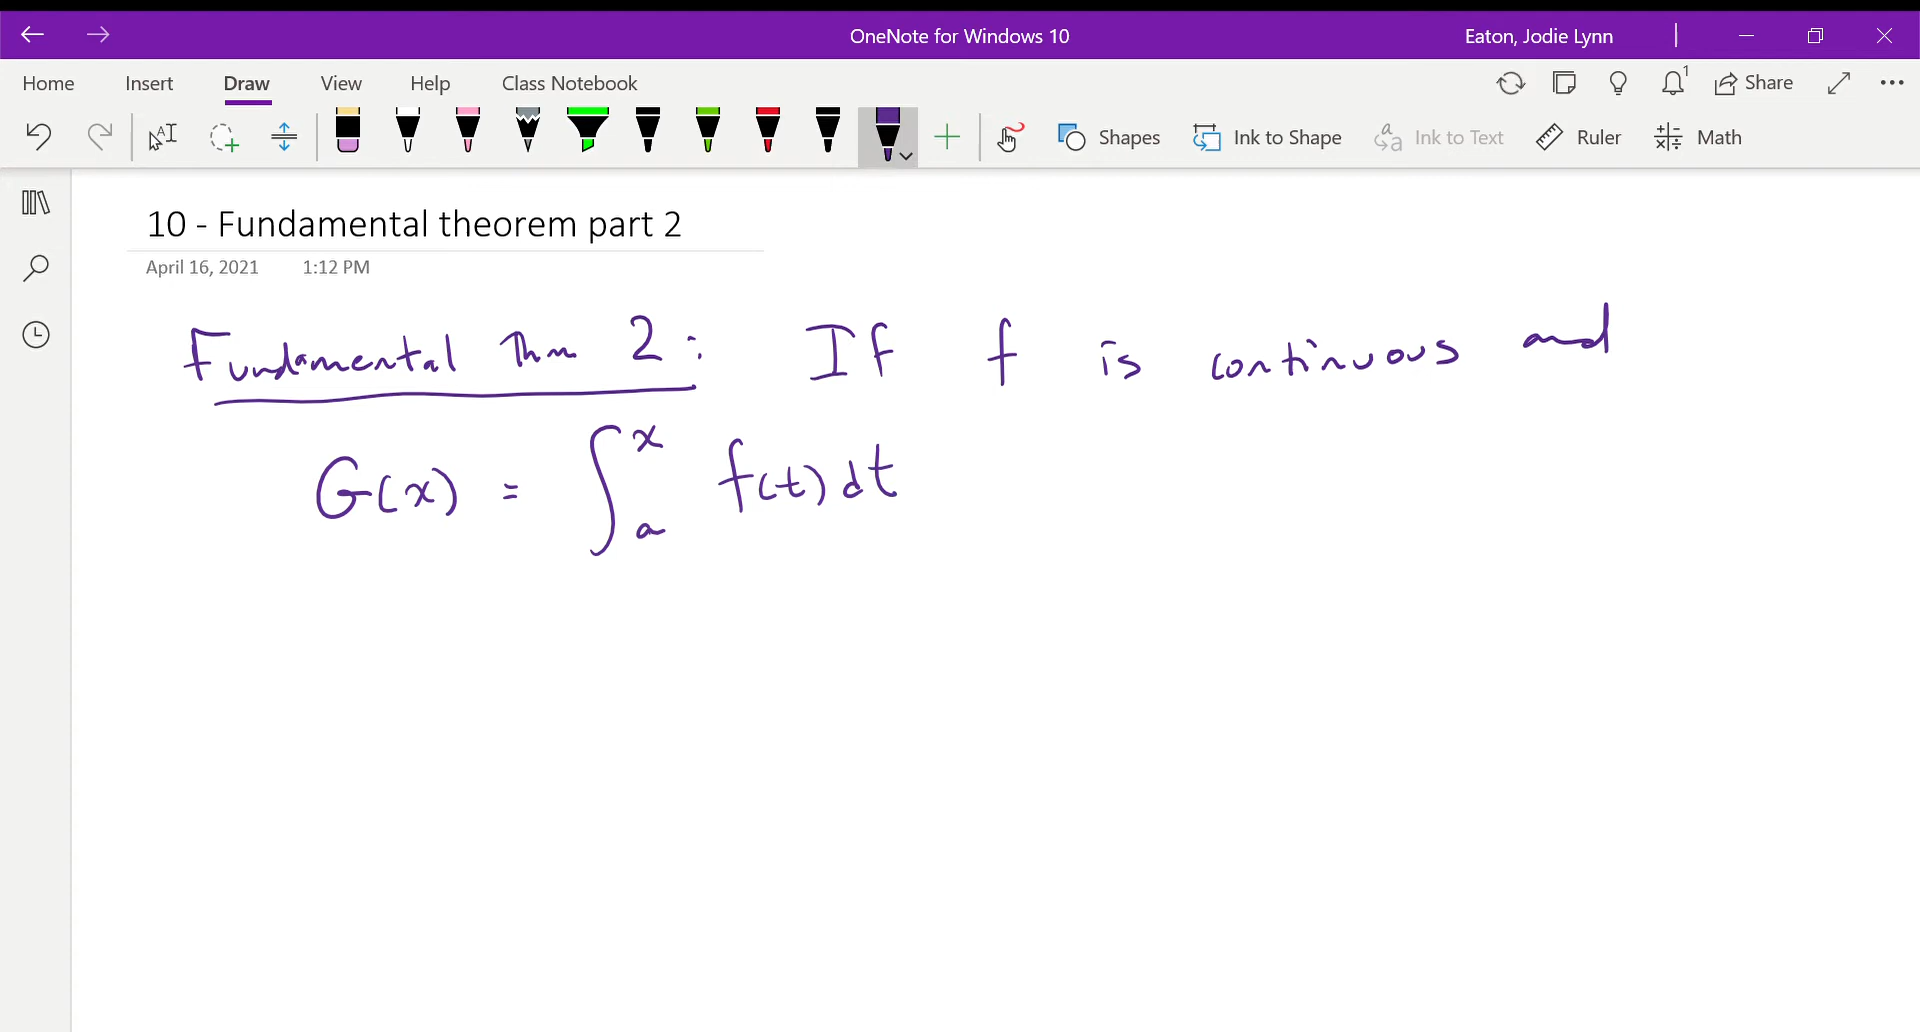 OneNote for Windows 10
Eaton, Jodie Lynn
Home Insert Draw View Help Class Notebook
1 Share
Shapes Ink to Shape Ink to Text Ruler Math
10 - Fundamental theorem part 2
April 16, 2021 1:12 PM
Fundamental Thm 2: If f is continuous and
G(x) = ∫ₐˣ f(t) dt